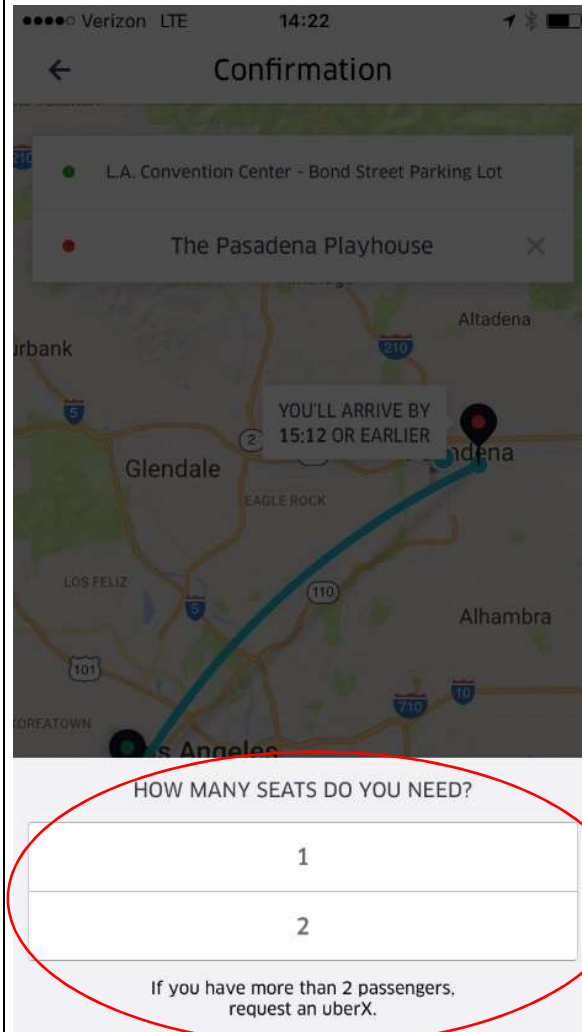 Verizon LTE 14:22
Confirmation
210
L.A. Convention Center - Bond Street Parking Lot
The Pasadena Playhouse
Altadena
urbank
210
5
YOU'LL ARRIVE BY
15:12 OR EARLIER
2
ndena
Glendale
EAGLE ROCK
LOS FELIZ
5
110
Alhambra
101
10
710
KOREATOWN
s Angeles
HOW MANY SEATS DO YOU NEED?
1
2
If you have more than 2 passengers,
request an uberX.